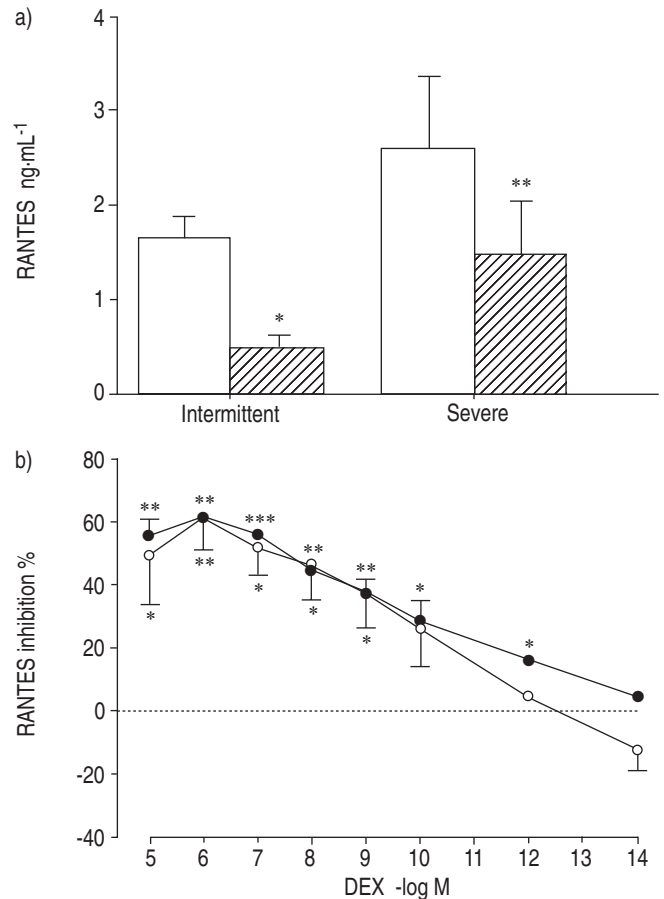 a)
4
3
2
1
0
RANTES ng·mL-1
*
**
Intermittent
Severe
b)
80
60
40
20
0
-20
-40
RANTES inhibition %
** ** *** ** ** * *
* ** * * *
5 6 7 8 9 10 11 12 13 14
DEX -log M